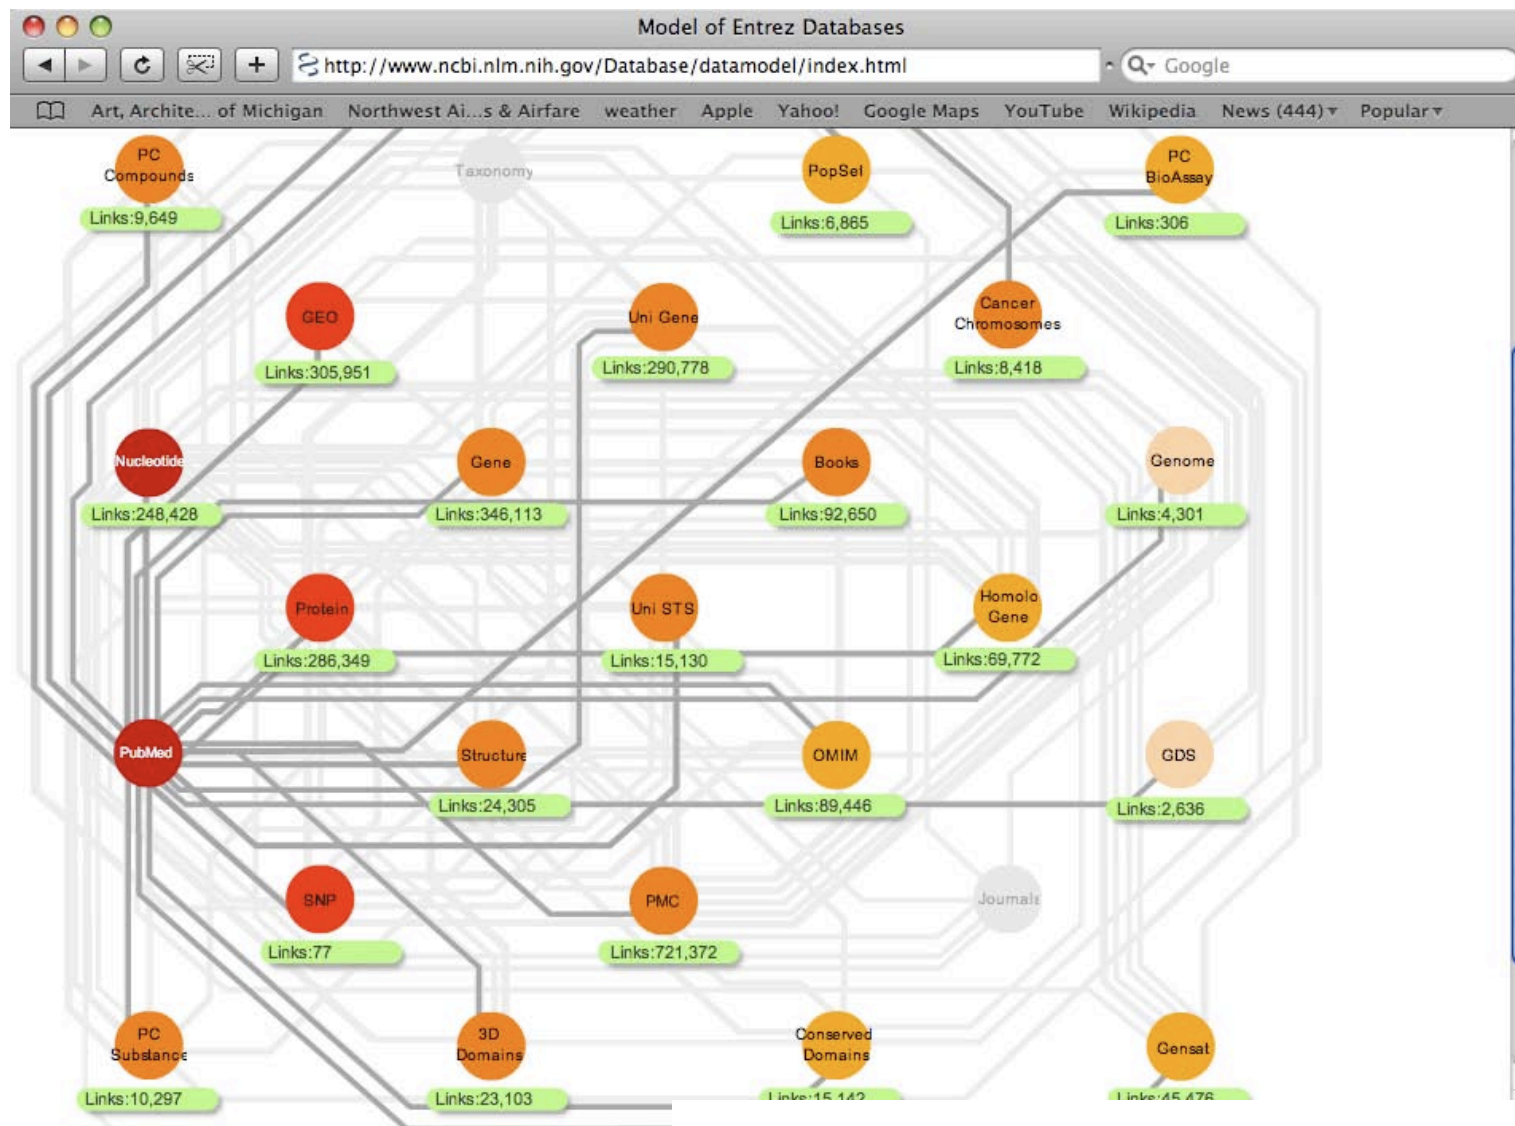 Model of Entrez Databases
http://www.ncbi.nlm.nih.gov/Database/datamodel/index.html
Google
Art, Archite... of Michigan
Northwest Ai...s & Airfare
weather
Apple
Yahoo!
Google Maps
YouTube
Wikipedia
News (444)
Popular
PC
Compounds
Links:9,649
Taxonomy
PopSet
Links:6,865
PC
BioAssay
Links:306
GEO
Links:305,951
Uni Gene
Links:290,778
Cancer
Chromosomes
Links:8,418
Nucleotide
Links:248,428
Gene
Links:346,113
Books
Links:92,650
Genome
Links:4,301
Protein
Links:286,349
Uni STS
Links:15,130
Homolo
Gene
Links:69,772
PubMed
Structure
Links:24,305
OMIM
Links:89,446
GDS
Links:2,636
SNP
Links:77
PMC
Links:721,372
Journals
PC
Substance
Links:10,297
3D
Domains
Links:23,103
Conserved
Domains
Links:15,142
Gensat
Links:45,476